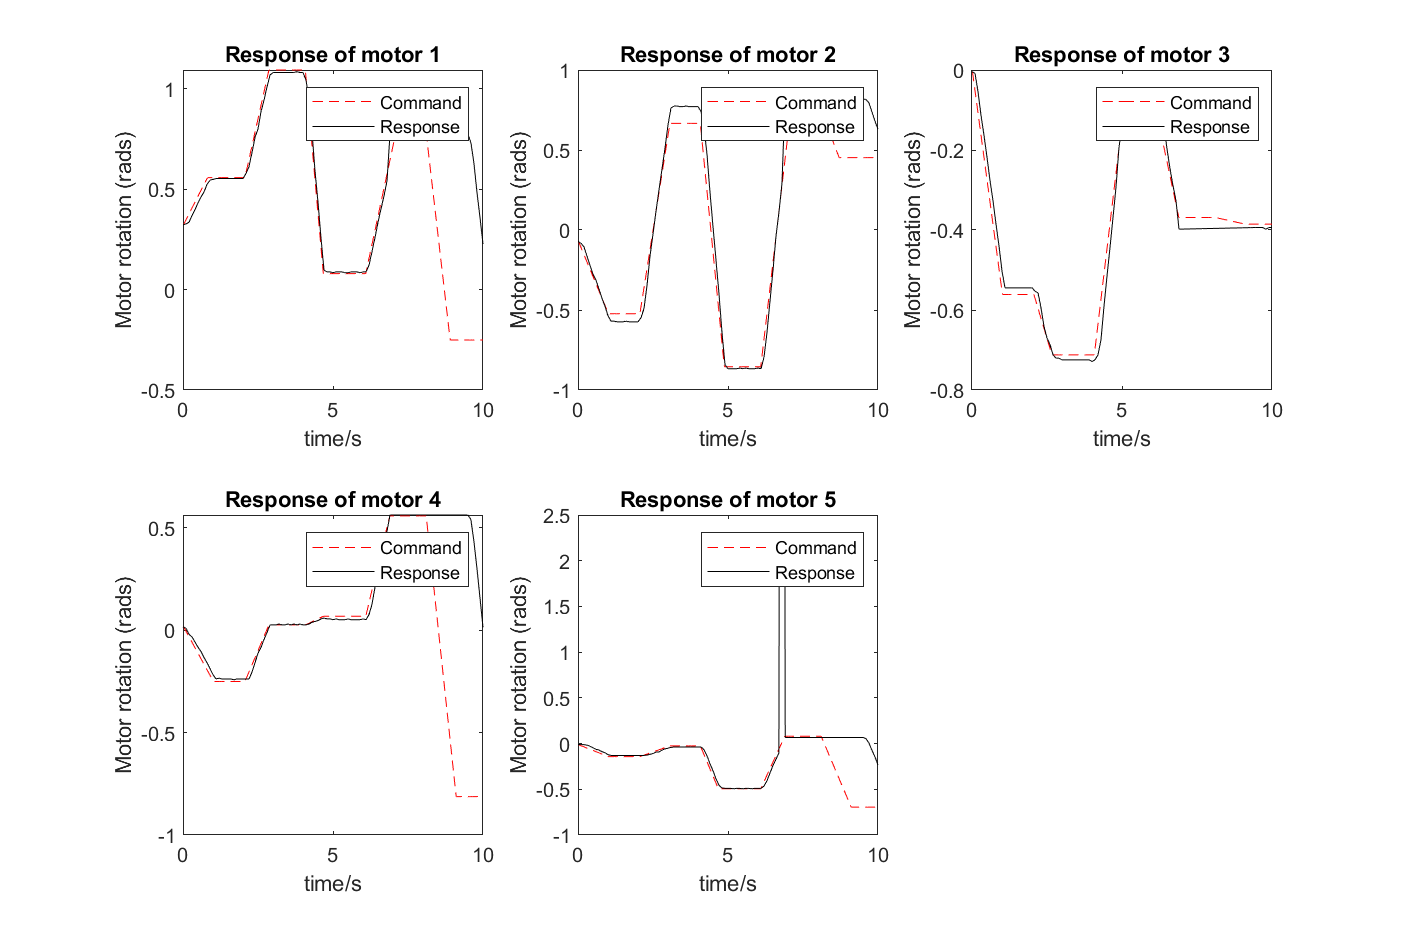 Response of motor 1
Command
Response
Motor rotation (rads)
1
0.5
0
-0.5
0
5
10
time/s
Response of motor 2
Command
Response
Motor rotation (rads)
1
0.5
0
-0.5
-1
0
5
10
time/s
Response of motor 3
Command
Response
Motor rotation (rads)
0
-0.2
-0.4
-0.6
-0.8
0
5
10
time/s
Response of motor 4
Command
Response
Motor rotation (rads)
0.5
0
-0.5
-1
0
5
10
time/s
Response of motor 5
Command
Response
Motor rotation (rads)
2.5
2
1.5
1
0.5
0
-0.5
-1
0
5
10
time/s